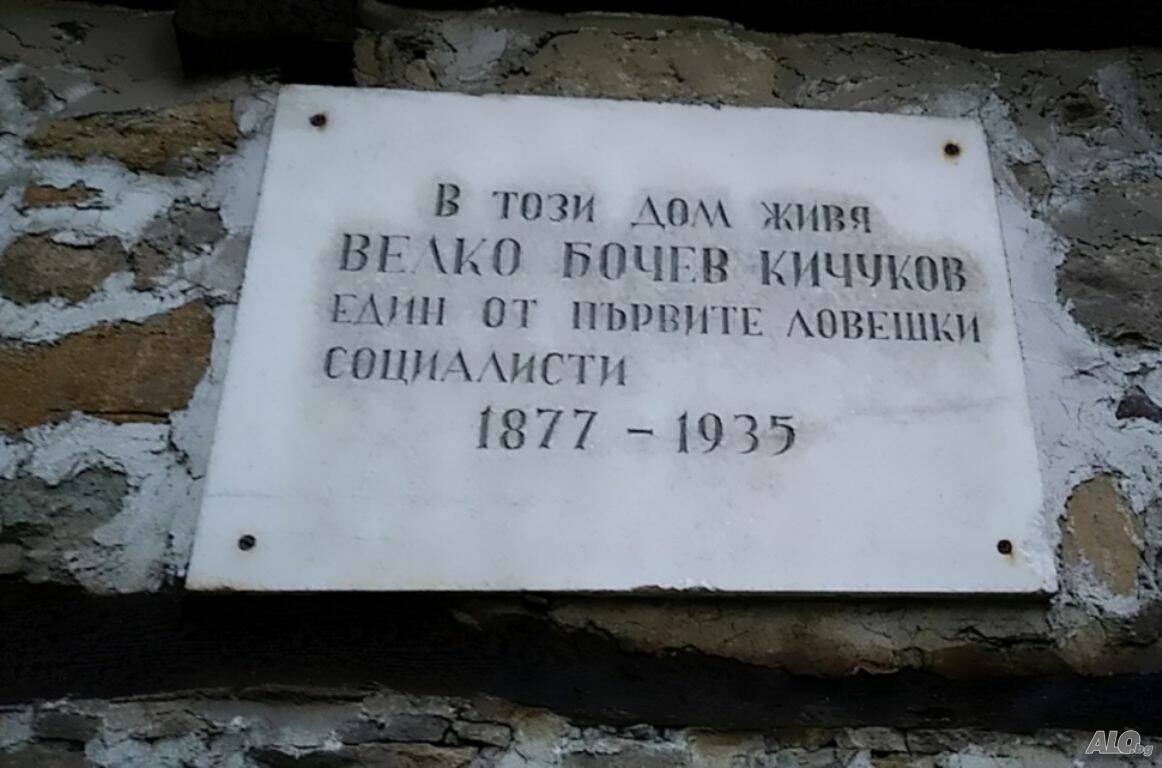 В ТОЗИ ДОМ ЖИВЯ
ВЕЛКО БОЧЕВ КИЧУКОВ
ЕДИН ОТ ПЪРВИТЕ ЛОВЕШКИ
СОЦИАЛИСТИ
1877 – 1935
ALO.bg